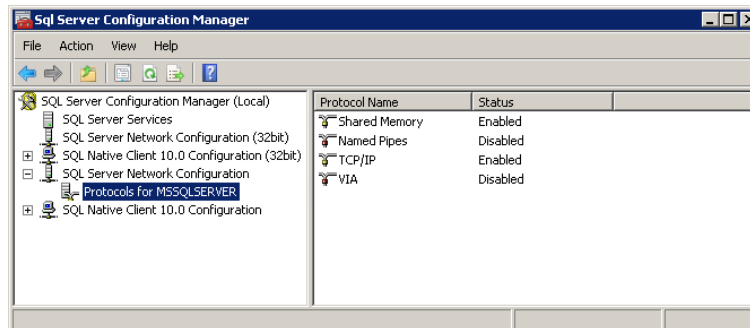 Sql Server Configuration Manager
File Action View Help
SQL Server Configuration Manager (Local)
SQL Server Services
SQL Server Network Configuration (32bit)
SQL Native Client 10.0 Configuration (32bit)
SQL Server Network Configuration
Protocols for MSSQLSERVER
SQL Native Client 10.0 Configuration
Protocol Name Status
Shared Memory Enabled
Named Pipes Disabled
TCP/IP Enabled
VIA Disabled